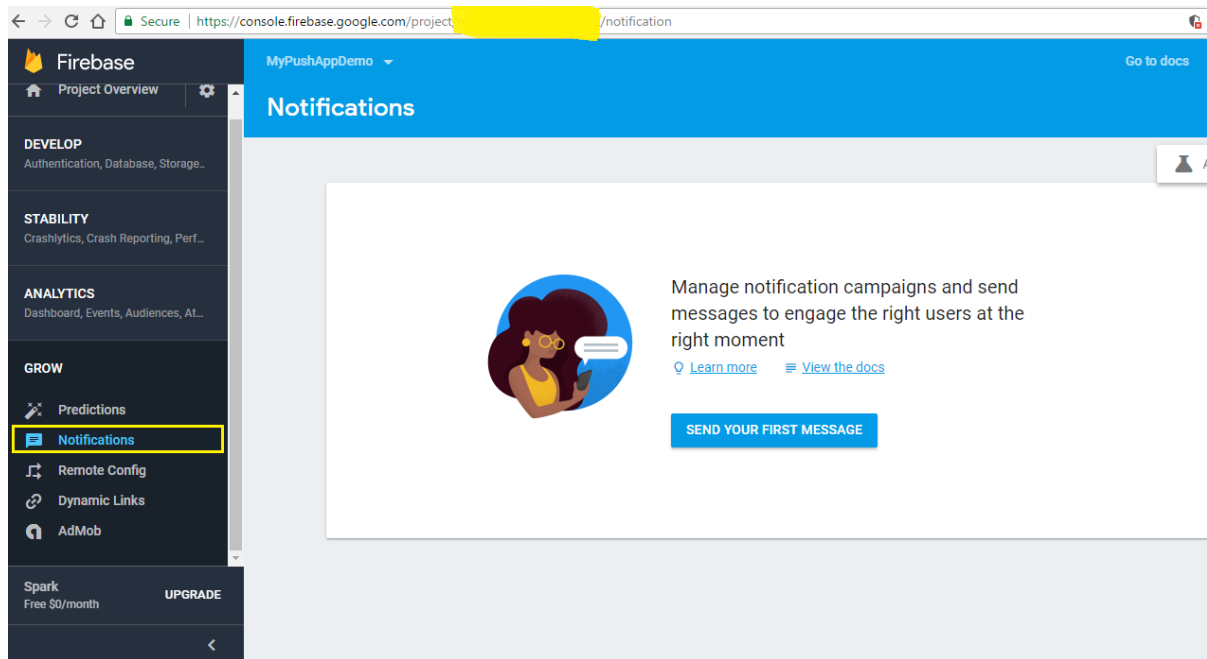 Secure | https://console.firebase.google.com/project/ /notification
Firebase
Project Overview
DEVELOP
Authentication, Database, Storage...
STABILITY
Crashlytics, Crash Reporting, Perf...
ANALYTICS
Dashboard, Events, Audiences, At...
GROW
Predictions
Notifications
Remote Config
Dynamic Links
AdMob
Spark
Free $0/month
UPGRADE
MyPushAppDemo
Go to docs
Notifications
A
Manage notification campaigns and send
messages to engage the right users at the
right moment
Learn more View the docs
SEND YOUR FIRST MESSAGE